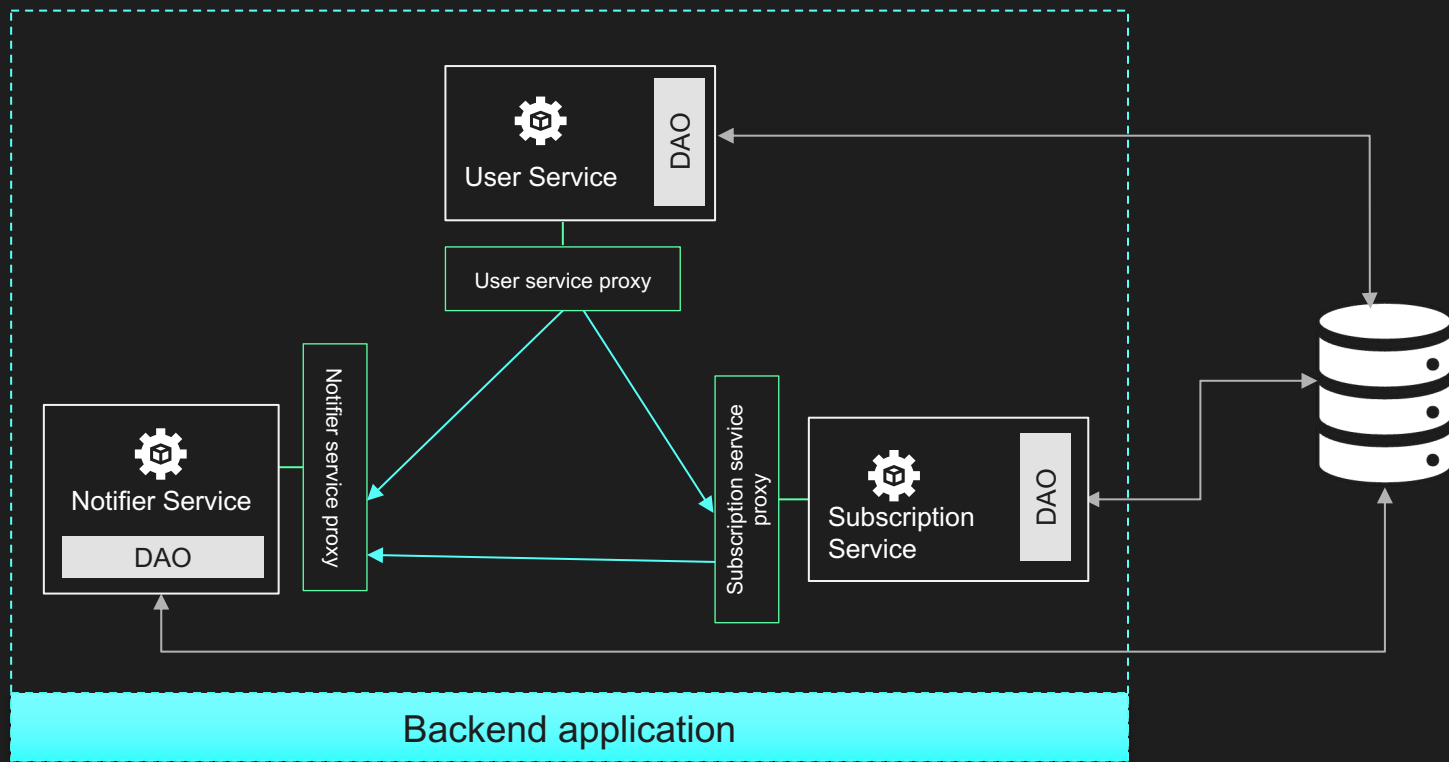 User Service
DAO
User service proxy
Notifier Service
DAO
Notifier service proxy
Subscription service
proxy
Subscription
Service
DAO
Backend application